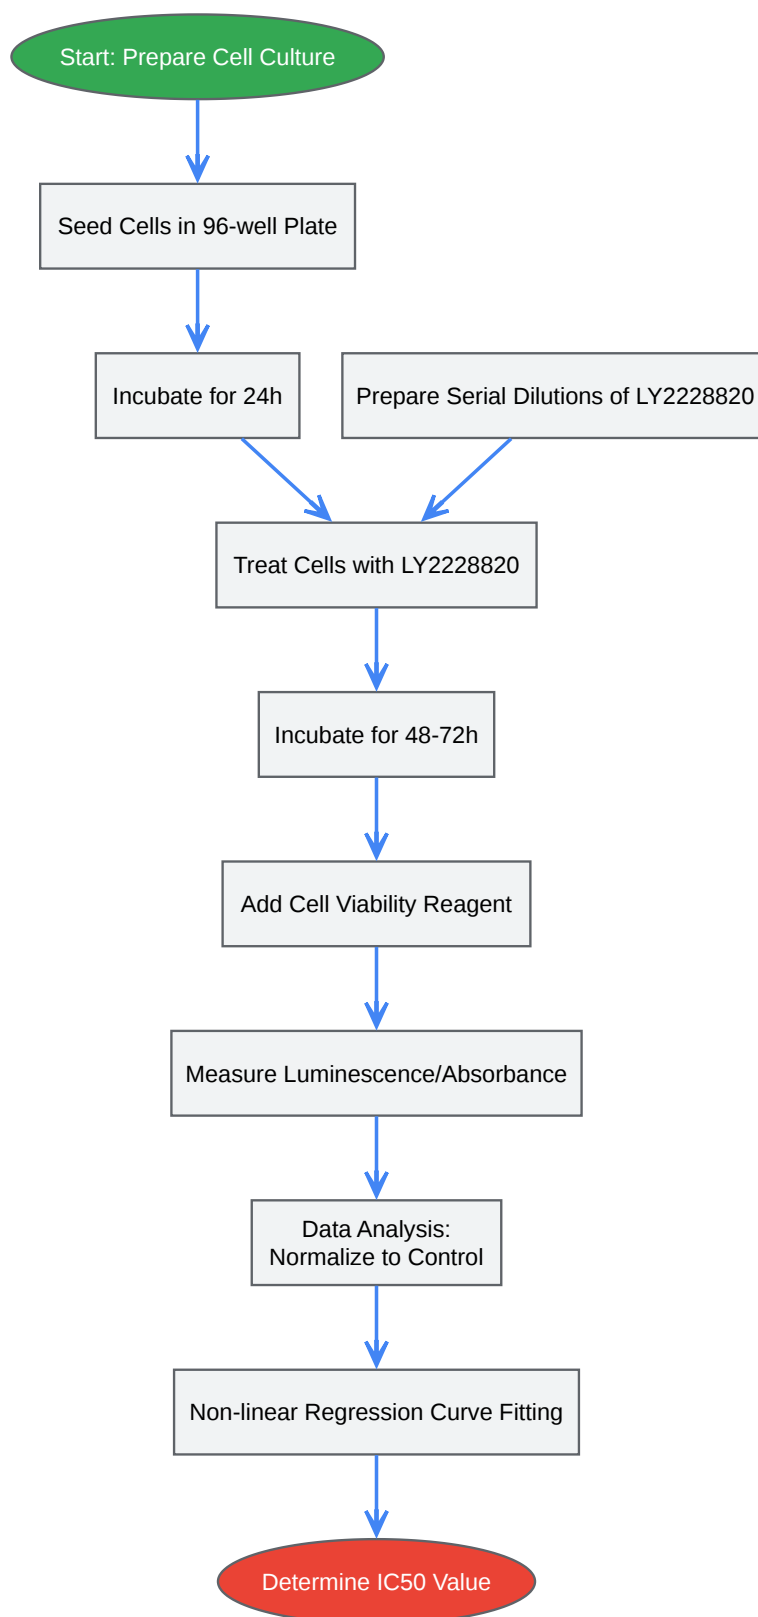 Start: Prepare Cell Culture
Seed Cells in 96-well Plate
Incubate for 24h
Prepare Serial Dilutions of LY2228820
Treat Cells with LY2228820
Incubate for 48-72h
Add Cell Viability Reagent
Measure Luminescence/Absorbance
Data Analysis:
Normalize to Control
Non-linear Regression Curve Fitting
Determine IC50 Value